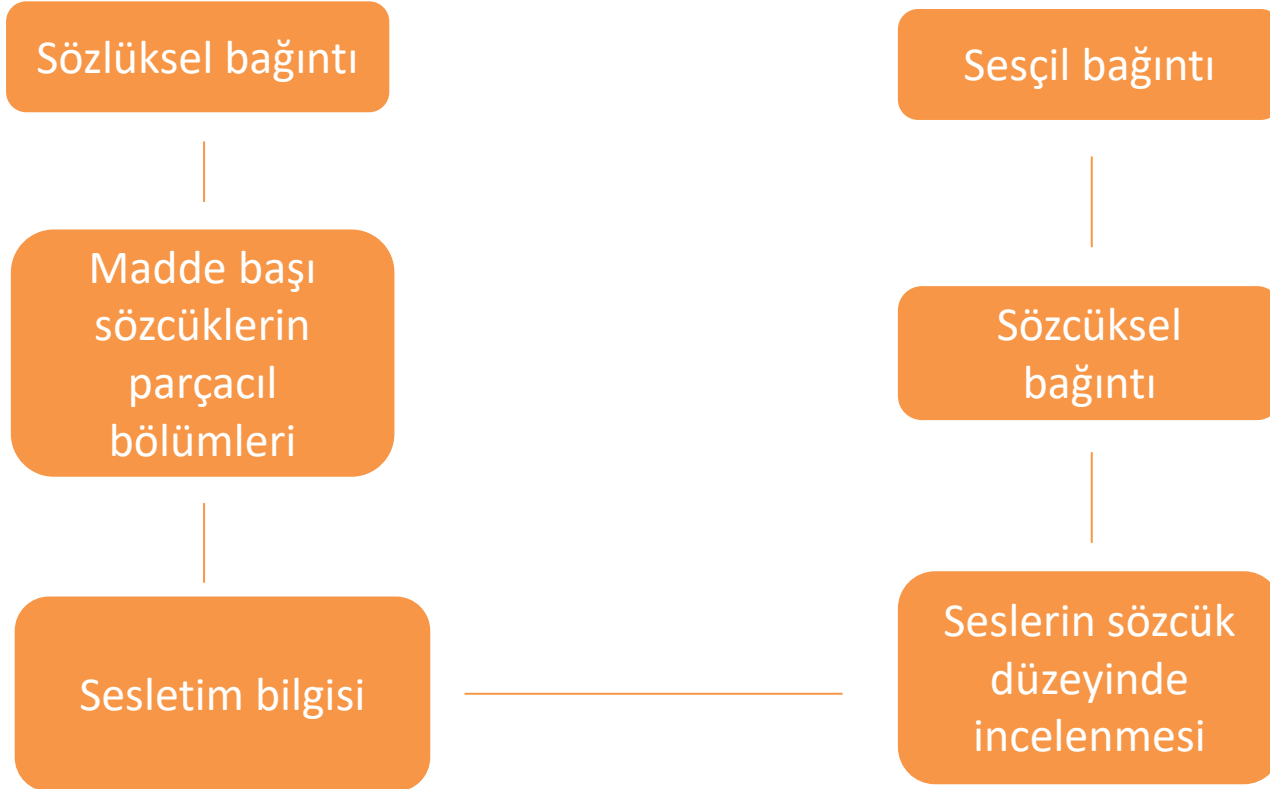 Sözlüksel bağıntı
Madde başı
sözcüklerin
parçacıl
bölümleri
Sesletim bilgisi
Sesçil bağıntı
Sözcüksel
bağıntı
Seslerin sözcük
düzeyinde
incelenmesi